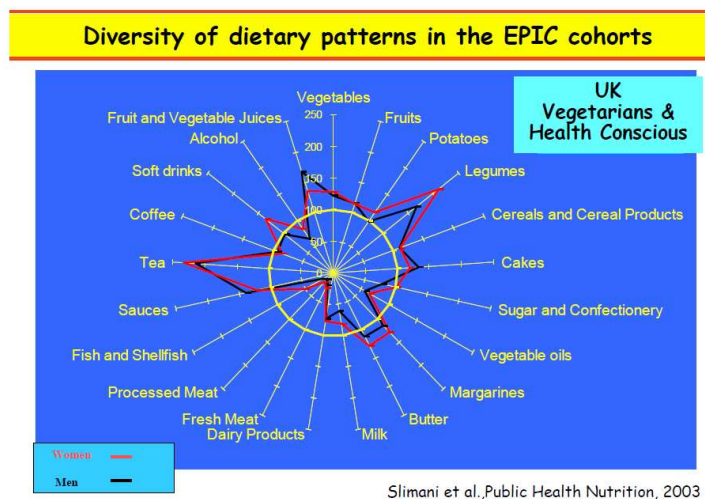 Diversity of dietary patterns in the EPIC cohorts
UK
Vegetarians &
Health Conscious
Vegetables
250
200
150
100
50
0
Fruits
Potatoes
Legumes
Cereals and Cereal Products
Cakes
Sugar and Confectionery
Vegetable oils
Margarines
Butter
Milk
Dairy Products
Fresh Meat
Processed Meat
Fish and Shellfish
Sauces
Tea
Coffee
Soft drinks
Alcohol
Fruit and Vegetable Juices
Women
Men
Slimani et al.,Public Health Nutrition, 2003